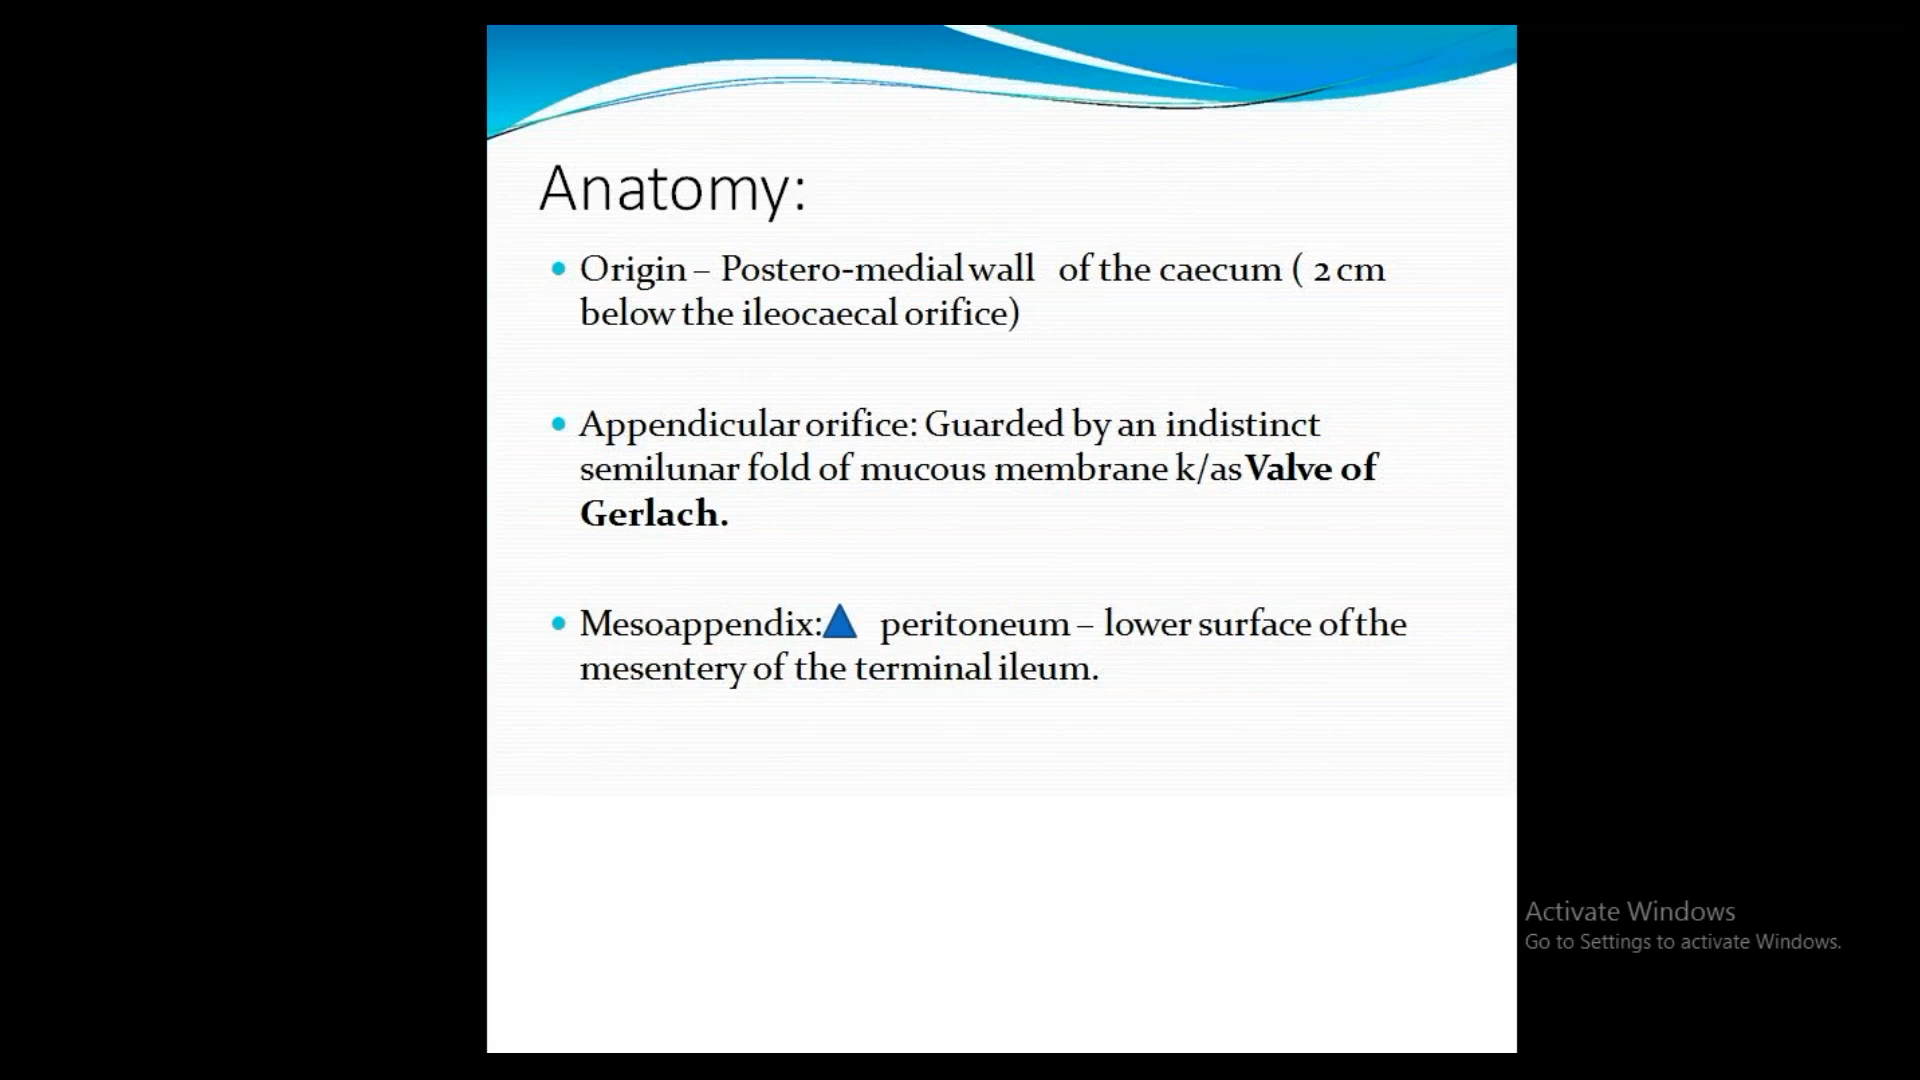 Anatomy:
Origin – Postero-medial wall of the caecum ( 2 cm
below the ileocaecal orifice)
Appendicular orifice: Guarded by an indistinct
semilunar fold of mucous membrane k/as Valve of
Gerlach.
Mesoappendix: peritoneum – lower surface of the
mesentery of the terminal ileum.
Activate Windows
Go to Settings to activate Windows.